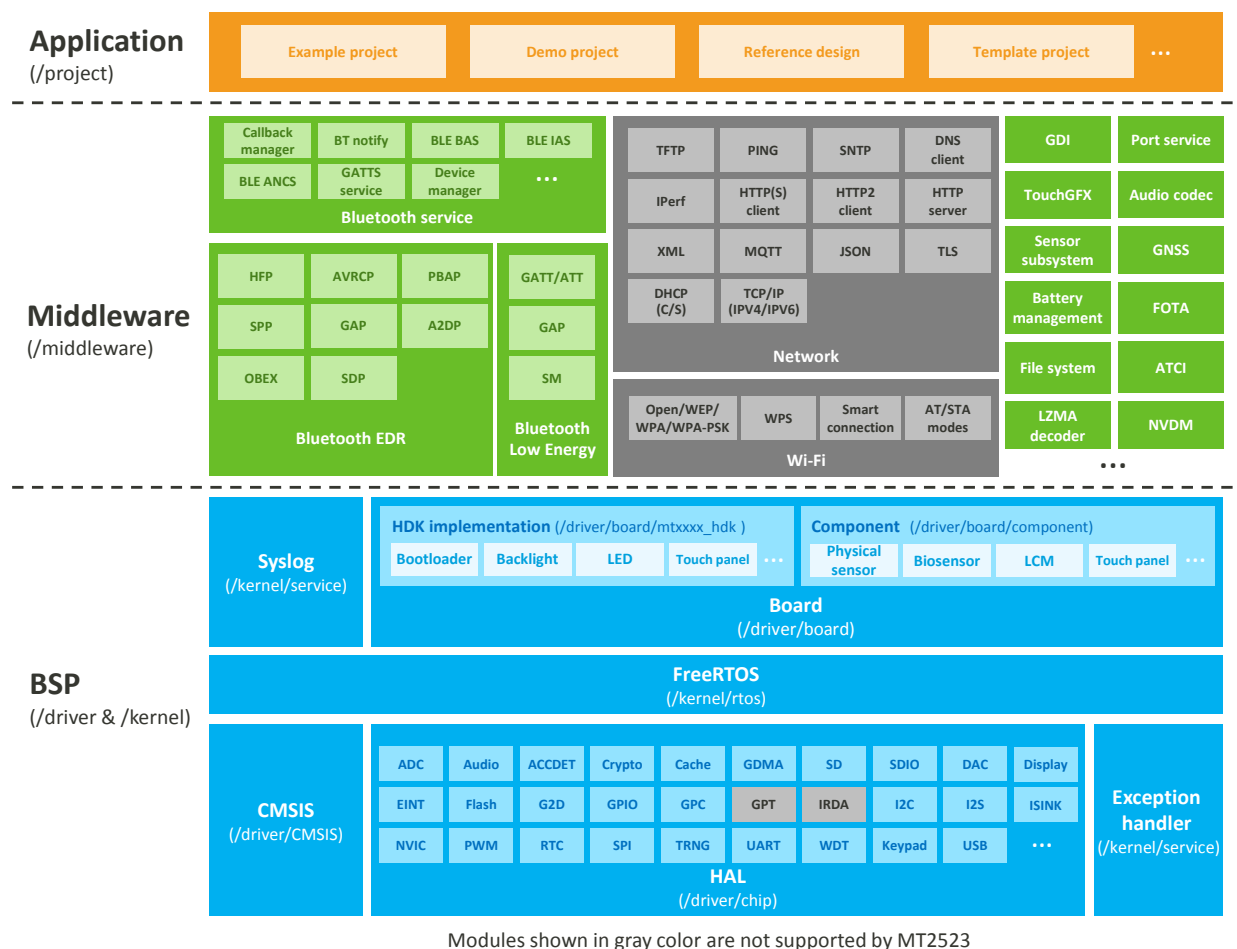 Application
(/project)
Example project
Demo project
Reference design
Template project
...
Middleware
(/middleware)
Callback
manager
BT notify
BLE BAS
BLE IAS
BLE ANCS
GATTS
service
Device
manager
...
Bluetooth service
HFP
AVRCP
PBAP
SPP
GAP
A2DP
OBEX
SDP
Bluetooth EDR
GATT/ATT
GAP
SM
Bluetooth
Low Energy
TFTP
PING
SNTP
DNS
client
IPerf
HTTP(S)
client
HTTP2
client
HTTP
server
XML
MQTT
JSON
TLS
DHCP
(C/S)
TCP/IP
(IPV4/IPV6)
Network
Open/WEP/
WPA/WPA-PSK
WPS
Smart
connection
AT/STA
modes
Wi-Fi
GDI
Port service
TouchGFX
Audio codec
Sensor
subsystem
GNSS
Battery
management
FOTA
File system
ATCI
LZMA
decoder
NVDM
...
BSP
(/driver & /kernel)
Syslog
(/kernel/service)
HDK implementation (/driver/board/mtxxxx_hdk )
Bootloader
Backlight
LED
Touch panel
...
Component (/driver/board/component)
Physical
sensor
Biosensor
LCM
Touch panel
...
Board
(/driver/board)
FreeRTOS
(/kernel/rtos)
CMSIS
(/driver/CMSIS)
ADC
Audio
ACCDET
Crypto
Cache
GDMA
SD
SDIO
DAC
Display
EINT
Flash
G2D
GPIO
GPC
GPT
IRDA
I2C
I2S
ISINK
NVIC
PWM
RTC
SPI
TRNG
UART
WDT
Keypad
USB
...
HAL
(/driver/chip)
Exception
handler
(/kernel/service)
Modules shown in gray color are not supported by MT2523